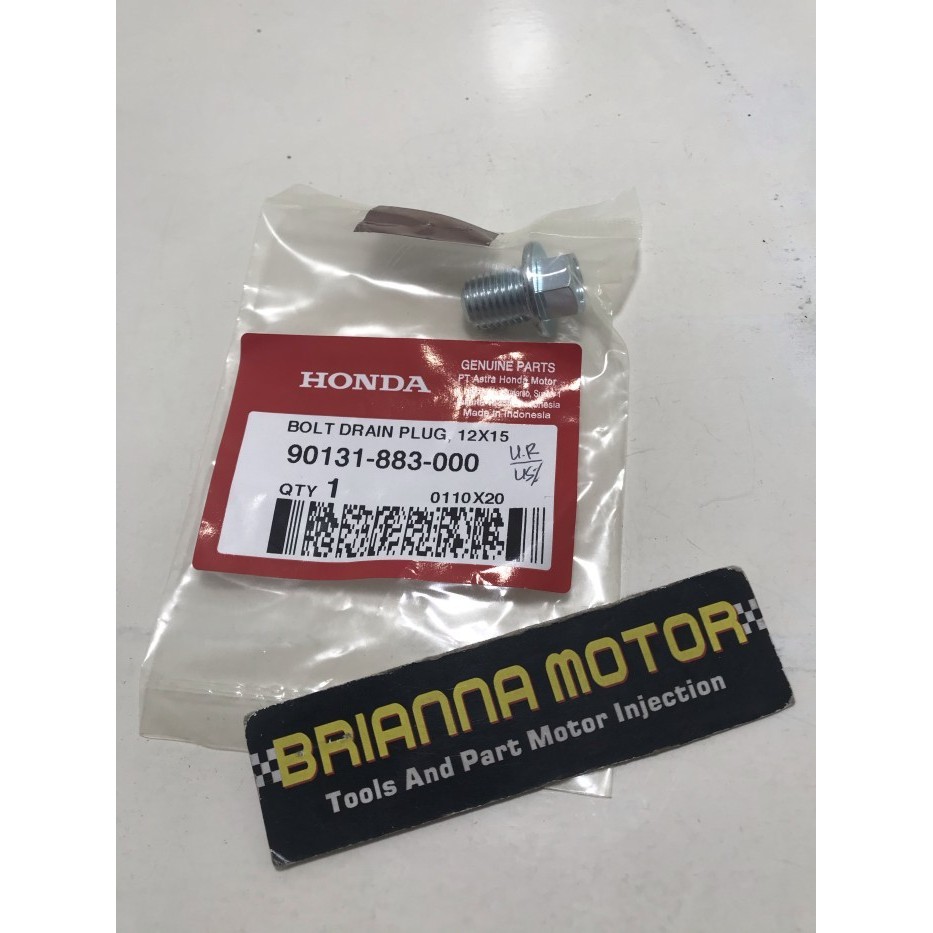 HONDA
GENUINE PARTS
PT Astra Honda Motor
Indonesia
Made in Indonesia
BOLT DRAIN PLUG, 12X15
90131-883-000
U.R
QTY 1
0110X20
BRIANNA MOTOR
Tools And Part Motor Injection